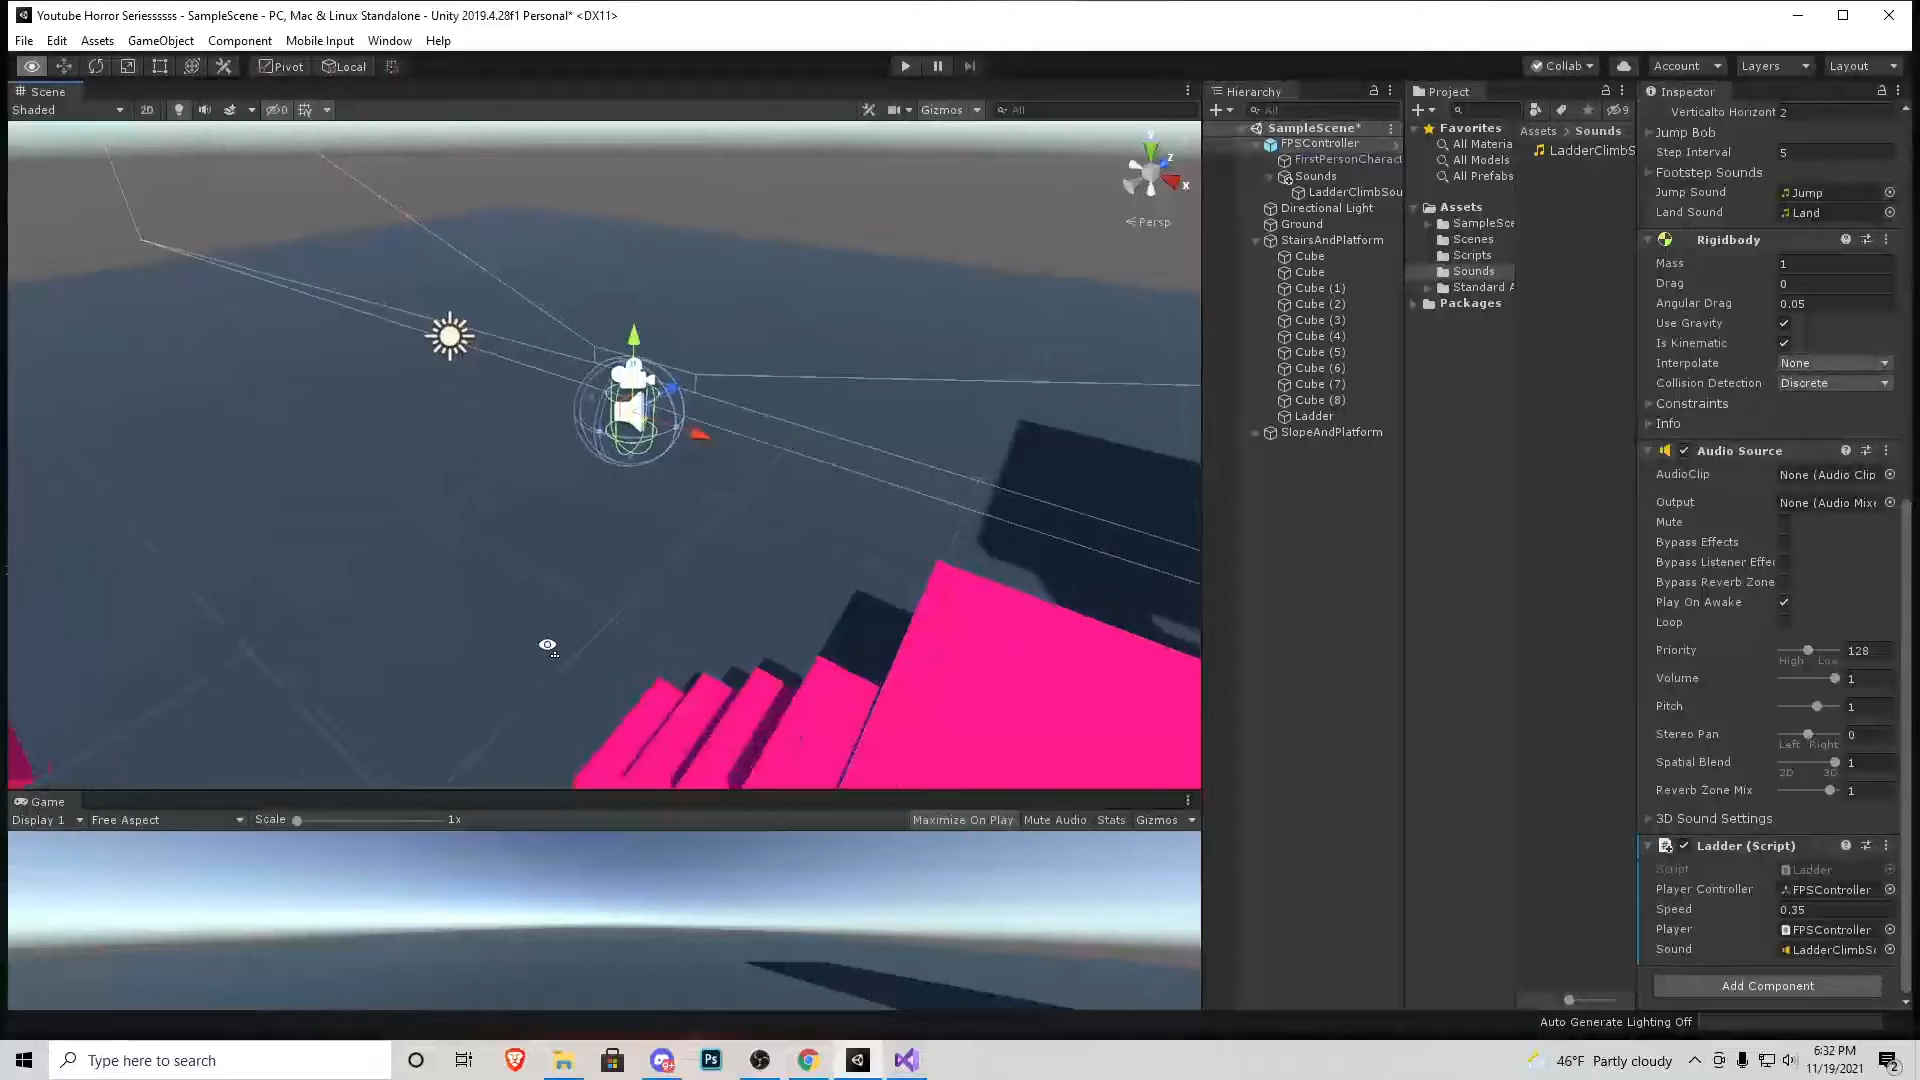 Youtube Horror Seriessssss - SampleScene - PC, Mac & Linux Standalone - Unity 2019.4.28f1 Personal* <DX11>
File Edit Assets GameObject Component Mobile Input Window Help
Pivot Local
Collab Account Layers Layout
Scene
Shaded 2D 0 Gizmos All
y
z
x
Persp
Game
Display 1 Free Aspect Scale 1x Maximize On Play Mute Audio Stats Gizmos
Hierarchy
All
SampleScene*
FPSController
FirstPersonCharact
Sounds
LadderClimbSou
Directional Light
Ground
StairsAndPlatform
Cube
Cube
Cube (1)
Cube (2)
Cube (3)
Cube (4)
Cube (5)
Cube (6)
Cube (7)
Cube (8)
Ladder
SlopeAndPlatform
Project
9
Favorites
All Materia
All Models
All Prefabs
Assets
SampleSce
Scenes
Scripts
Sounds
Standard A
Packages
Assets > Sounds
LadderClimbS
Inspector
Verticalto Horizont 2
Jump Bob
Step Interval 5
Footstep Sounds
Jump Sound Jump
Land Sound Land
Rigidbody
Mass 1
Drag 0
Angular Drag 0.05
Use Gravity
Is Kinematic
Interpolate None
Collision Detection Discrete
Constraints
Info
Audio Source
AudioClip None (Audio Clip
Output None (Audio Mixe
Mute
Bypass Effects
Bypass Listener Effec
Bypass Reverb Zone
Play On Awake
Loop
Priority 128
High Low
Volume 1
Pitch 1
Stereo Pan 0
Left Right
Spatial Blend 1
2D 3D
Reverb Zone Mix 1
3D Sound Settings
Ladder (Script)
Script Ladder
Player Controller FPSController
Speed 0.35
Player FPSController
Sound LadderClimbSo
Add Component
Auto Generate Lighting Off
Type here to search
Ps
46°F Partly cloudy
6:32 PM
11/19/2021
2